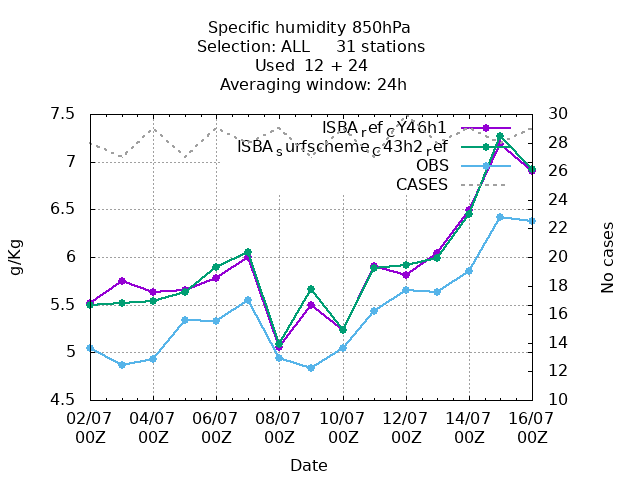 Specific humidity 850hPa
Selection: ALL 31 stations
Used 12 + 24
Averaging window: 24h
ISBA_ref_CY46h1
ISBA_surfscheme_C43h2_ref
OBS
CASES
7.5
7
6.5
6
5.5
5
4.5
g/Kg
30
28
26
24
22
20
18
16
14
12
10
No cases
02/07 04/07 06/07 08/07 10/07 12/07 14/07 16/07
00Z 00Z 00Z 00Z 00Z 00Z 00Z 00Z
Date